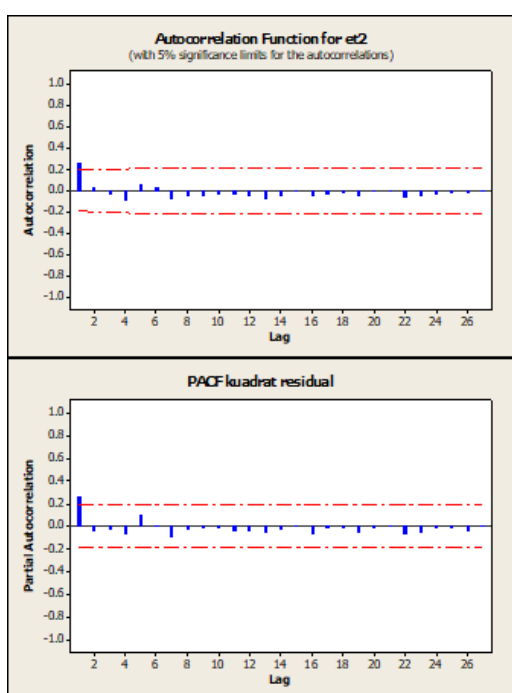 Autocorrelation Function for et2
(with 5% significance limits for the autocorrelations)
Autocorrelation
1.0
0.8
0.6
0.4
0.2
0.0
-0.2
-0.4
-0.6
-0.8
-1.0
2 4 6 8 10 12 14 16 18 20 22 24 26
Lag
PACF kuadrat residual
Partial Autocorrelation
1.0
0.8
0.6
0.4
0.2
0.0
-0.2
-0.4
-0.6
-0.8
-1.0
2 4 6 8 10 12 14 16 18 20 22 24 26
Lag